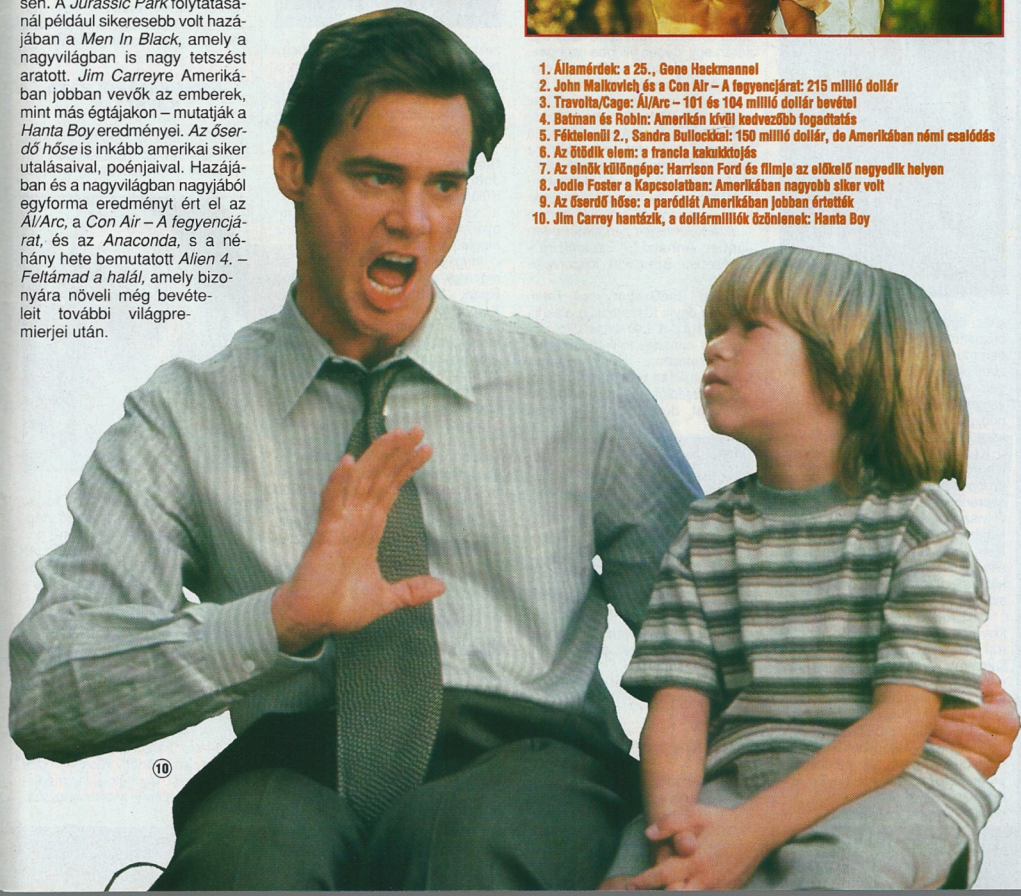 sen. A Jurassic Park folytatásá-
nál például sikeresebb volt hazá-
jában a Men In Black, amely a
nagyvilágban is nagy tetszést
aratott. Jim Carreyre Ameriká-
ban jobban vevők az emberek,
mint más égtájakon – mutatják a
Hanta Boy eredményei. Az őser-
dő hőse is inkább amerikai siker
utalásaival, poénjaival. Hazájá-
ban és a nagyvilágban nagyjából
egyforma eredményt ért el az
Ál/Arc, a Con Air – A fegyencjá-
rat, és az Anaconda, s a né-
hány hete bemutatott Alien 4. –
Feltámad a halál, amely bizo-
nyára növeli még bevéte-
leit további világpre-
mierjei után.
1. Államérdek: a 25., Gene Hackmannel
2. John Malkovich és a Con Air – A fegyencjárat: 215 millió dollár
3. Travolta/Cage: Ál/Arc – 101 és 104 millió dollár bevétel
4. Batman és Robin: Amerikán kívül kedvezőbb fogadtatás
5. Féktelenül 2., Sandra Bullockkal: 150 millió dollár, de Amerikában némi csalódás
6. Az ötödik elem: a francia kakukktojás
7. Az elnök különgépe: Harrison Ford és filmje az előkelő negyedik helyen
8. Jodie Foster a Kapcsolatban: Amerikában nagyobb siker volt
9. Az őserdő hőse: a paródiát Amerikában jobban értették
10. Jim Carrey hantázik, a dollármilliók özönlenek: Hanta Boy
10